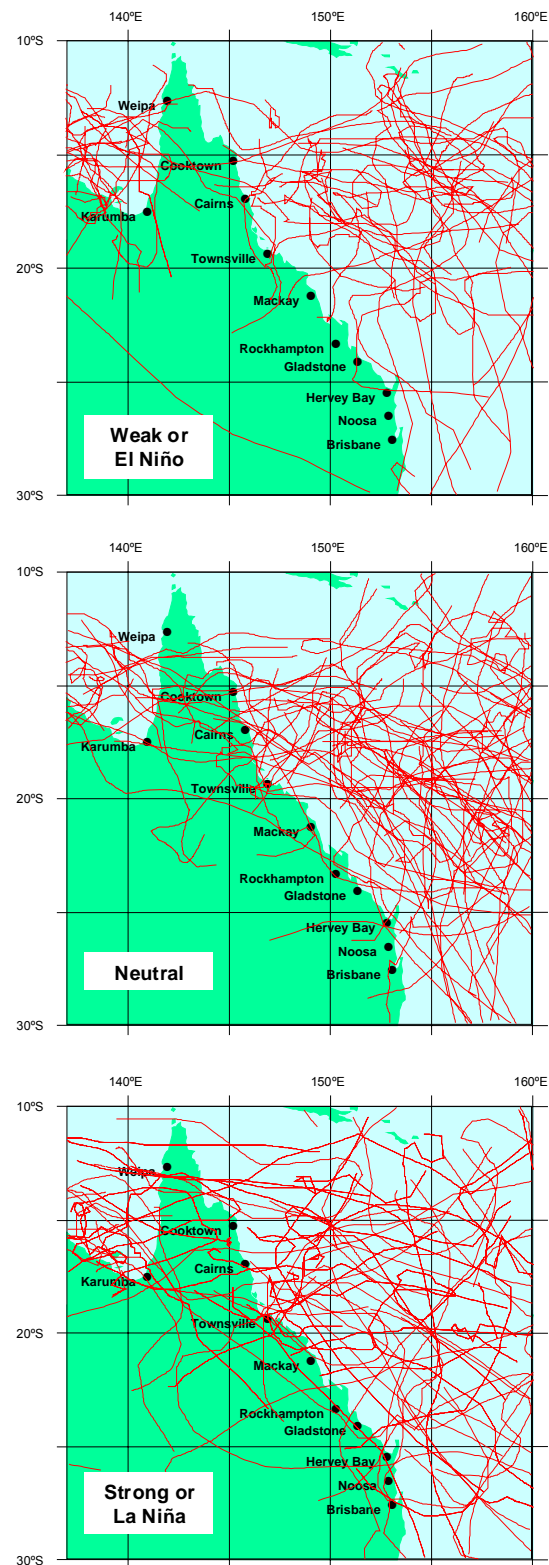 140ºE 150ºE 160ºE
10ºS
Weipa
Cooktown
Cairns
Karumba
20ºS
Townsville
Mackay
Rockhampton
Gladstone
Hervey Bay
Noosa
Brisbane
Weak or
El Niño
30ºS
140ºE 150ºE 160ºE
10ºS
Weipa
Cooktown
Cairns
Karumba
Townsville
20ºS
Mackay
Rockhampton
Gladstone
Hervey Bay
Noosa
Brisbane
Neutral
30ºS
140ºE 150ºE 160ºE
10ºS
Weipa
Cooktown
Cairns
Karumba
Townsville
20ºS
Mackay
Rockhampton
Gladstone
Hervey Bay
Noosa
Brisbane
Strong or
La Niña
30ºS